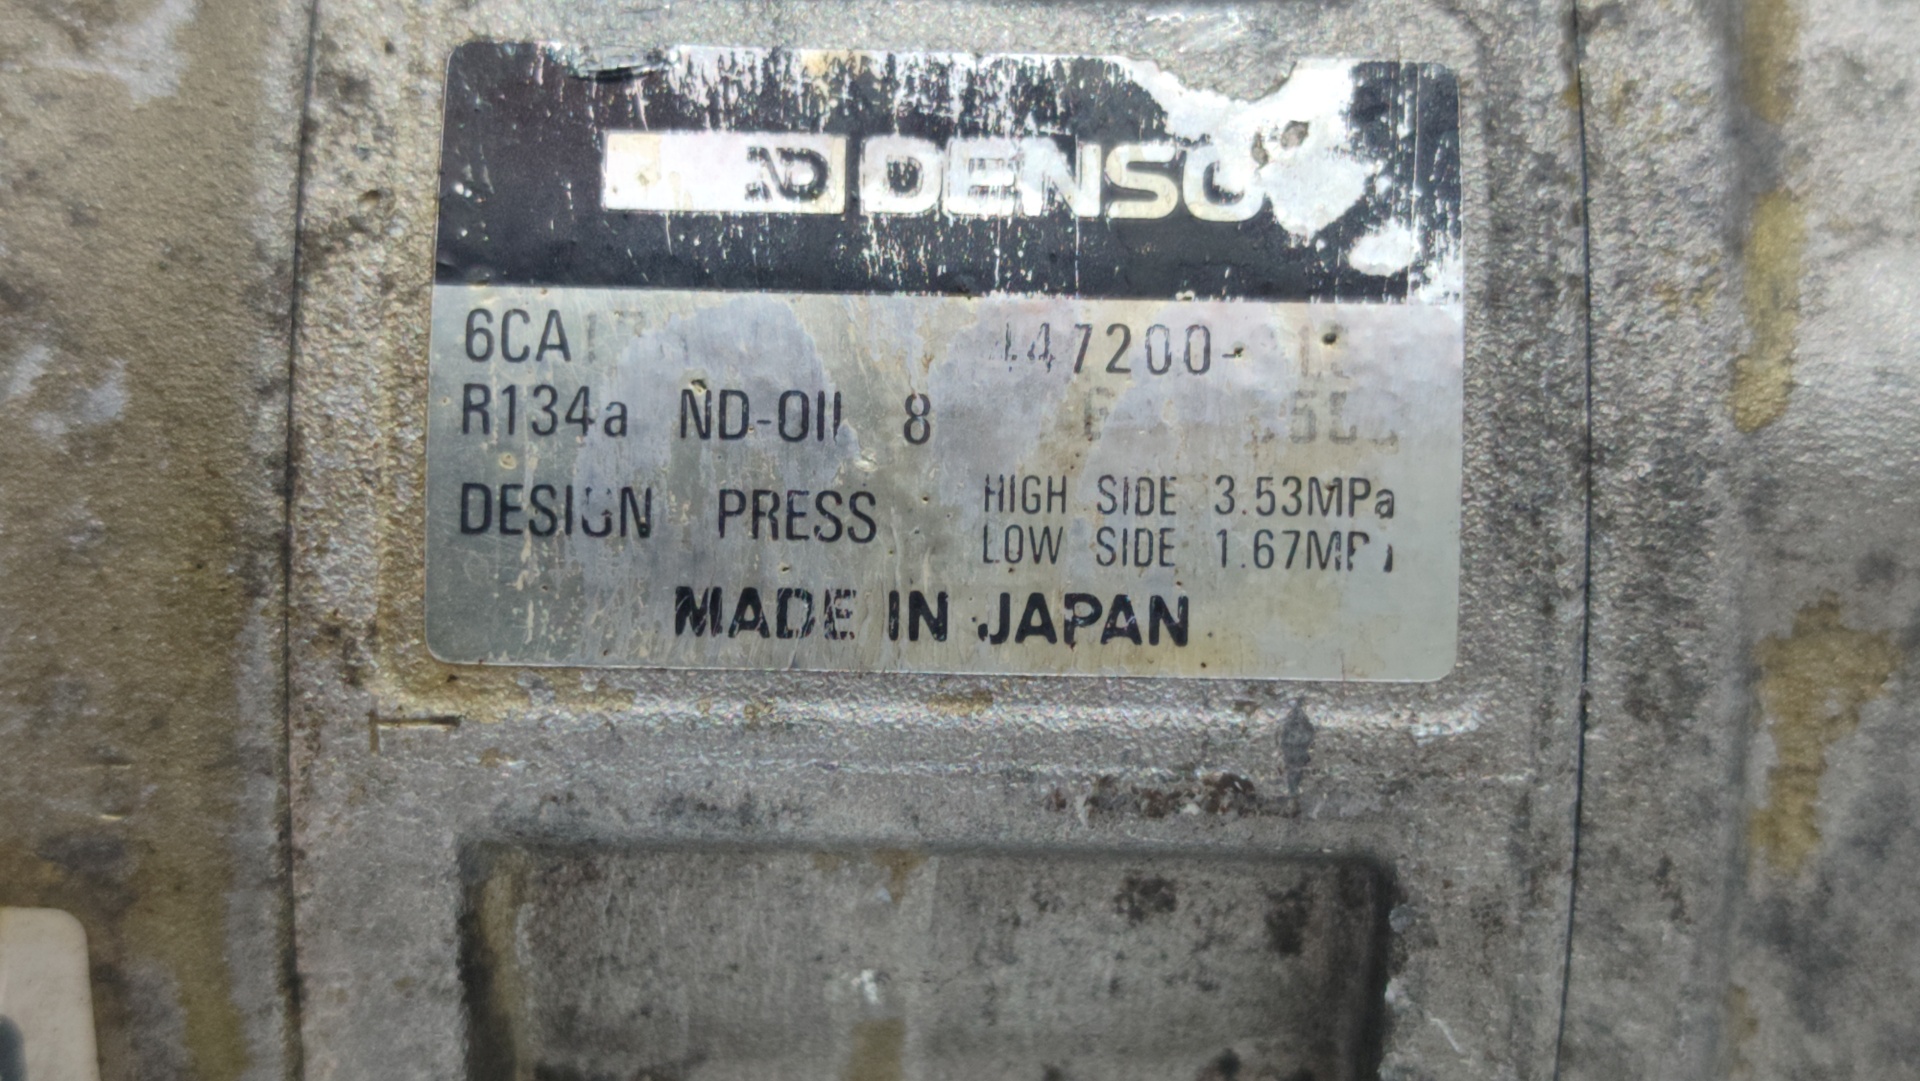 ND DENSO
6CA 447200-
R134a ND-OIL 8
DESIGN PRESS HIGH SIDE 3.53MPa
LOW SIDE 1.67MPa
MADE IN JAPAN